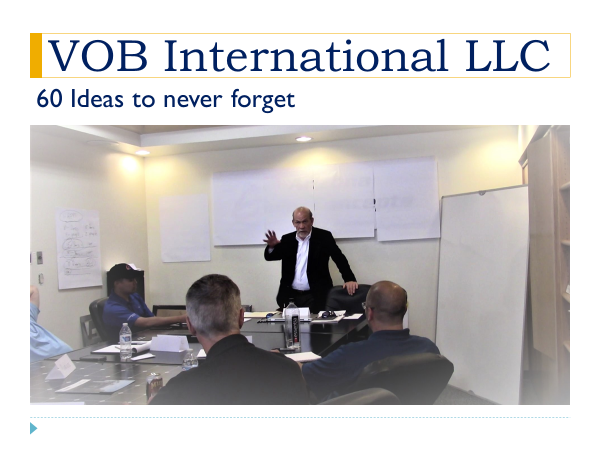 VOB International LLC
60 Ideas to never forget